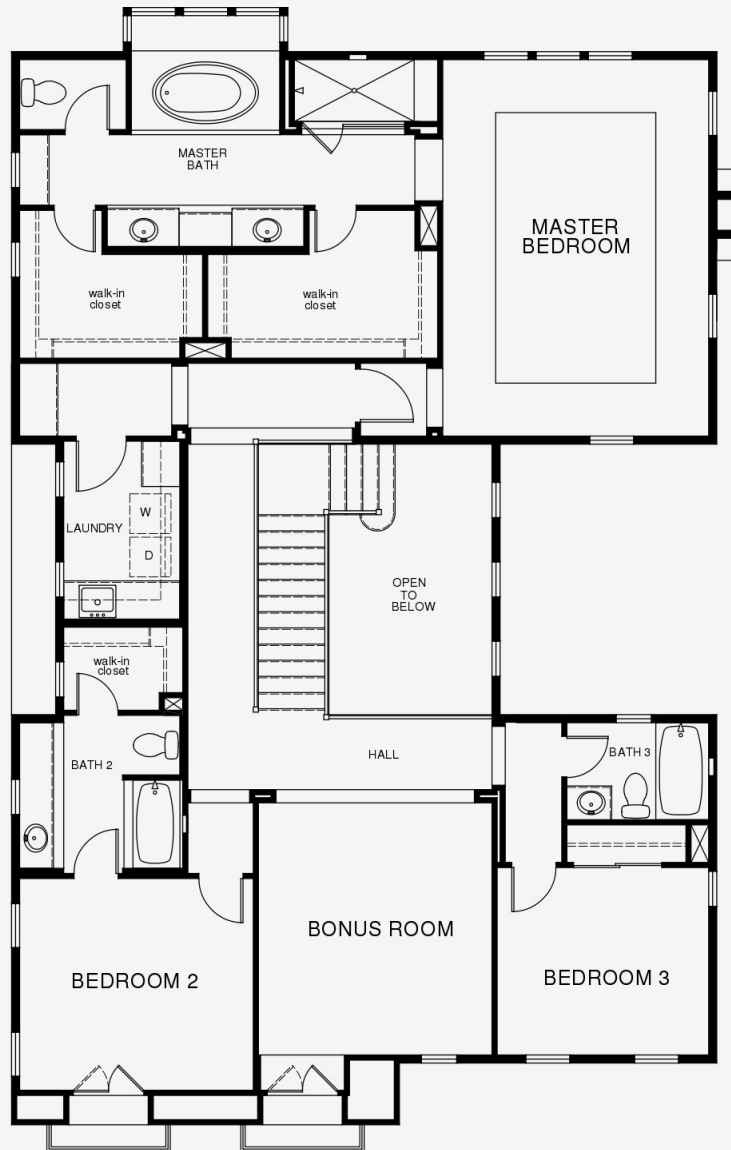 MASTER
BATH
MASTER
BEDROOM
walk-in
closet
walk-in
closet
LAUNDRY
W
D
OPEN
TO
BELOW
walk-in
closet
BATH 2
HALL
BATH 3
BONUS ROOM
BEDROOM 2
BEDROOM 3